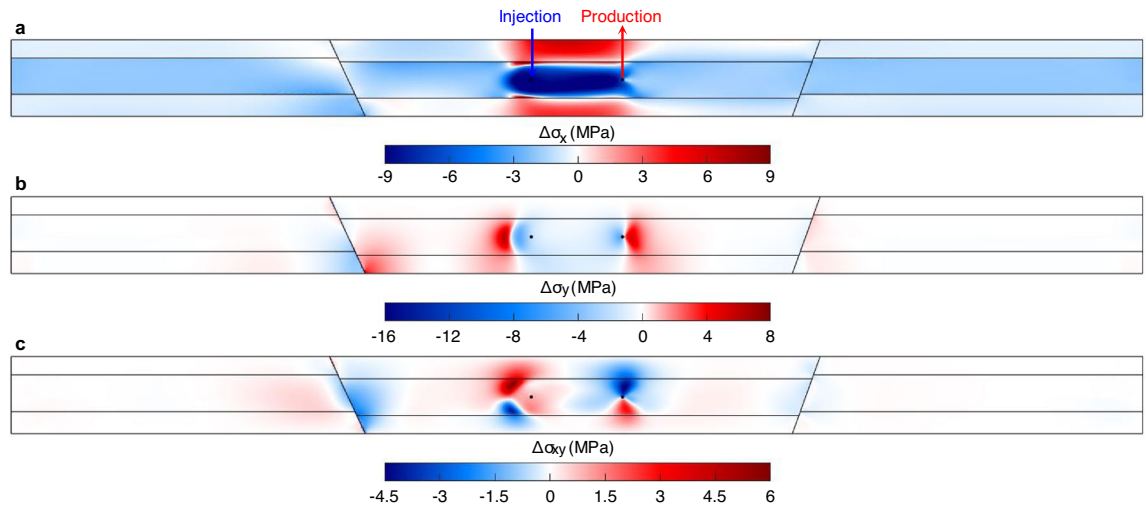 a
Injection Production
Δσx (MPa)
-9 -6 -3 0 3 6 9
b
Δσy (MPa)
-16 -12 -8 -4 0 4 8
c
Δσxy (MPa)
-4.5 -3 -1.5 0 1.5 3 4.5 6